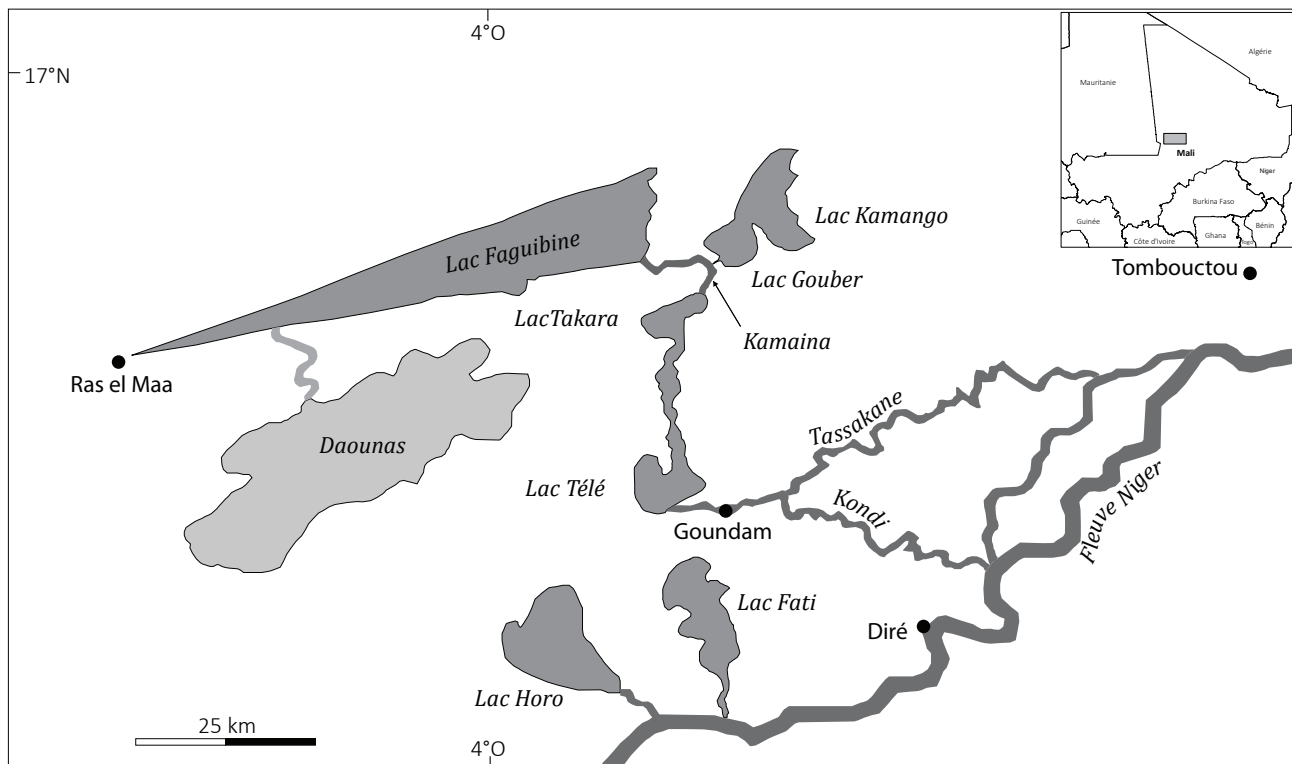 4°O
17°N
Algérie
Mauritanie
Mali
Niger
Burkina Faso
Guinée
Bénin
Côte d'Ivoire
Ghana
Togo
Lac Kamango
Lac Faguibine
Lac Gouber
Tombouctou
LacTakara
Kamaina
Ras el Maa
Tassakane
Daounas
Lac Télé
Kondi
Goundam
Fleuve Niger
Lac Fati
Diré
Lac Horo
25 km
4°O